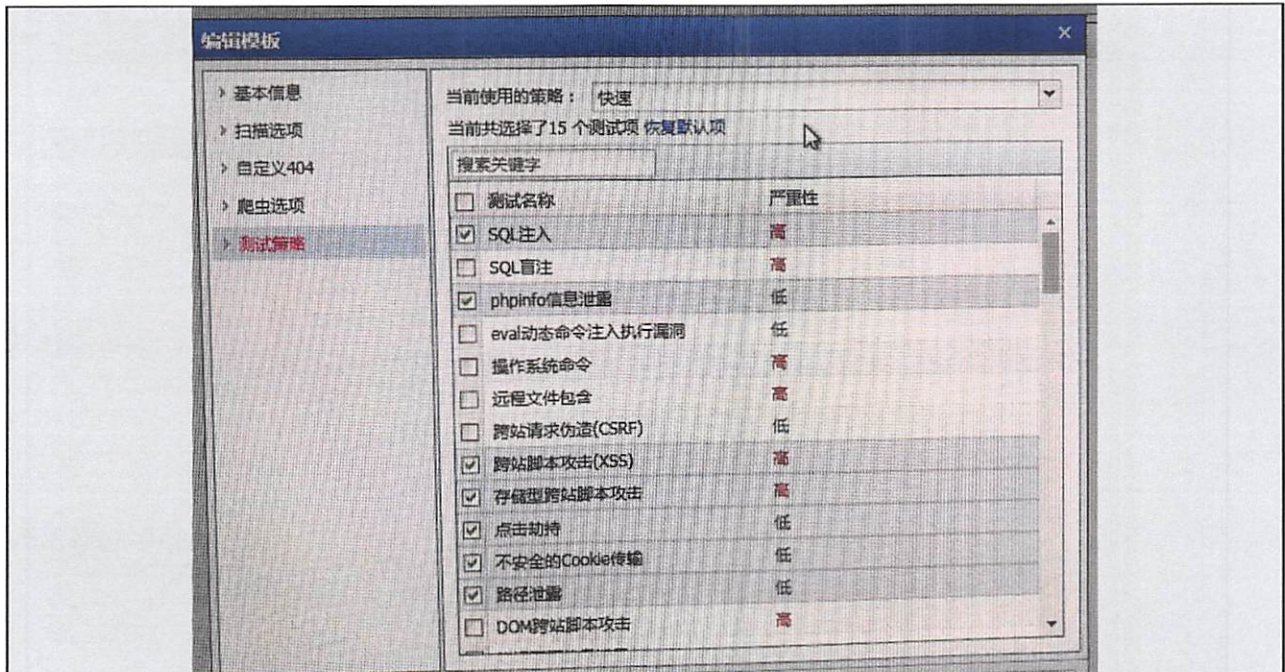 编辑模板
基本信息
扫描选项
自定义404
爬虫选项
测试策略
当前使用的策略： 快速
当前共选择了15 个测试项 恢复默认项
搜索关键字
测试名称 严重性
SQL注入 高
SQL盲注 高
phpinfo信息泄露 低
eval动态命令注入执行漏洞 低
操作系统命令 高
远程文件包含 高
跨站请求伪造(CSRF) 低
跨站脚本攻击(XSS) 高
存储型跨站脚本攻击 高
点击劫持 低
不安全的Cookie传输 低
路径泄露 低
DOM跨站脚本攻击 高